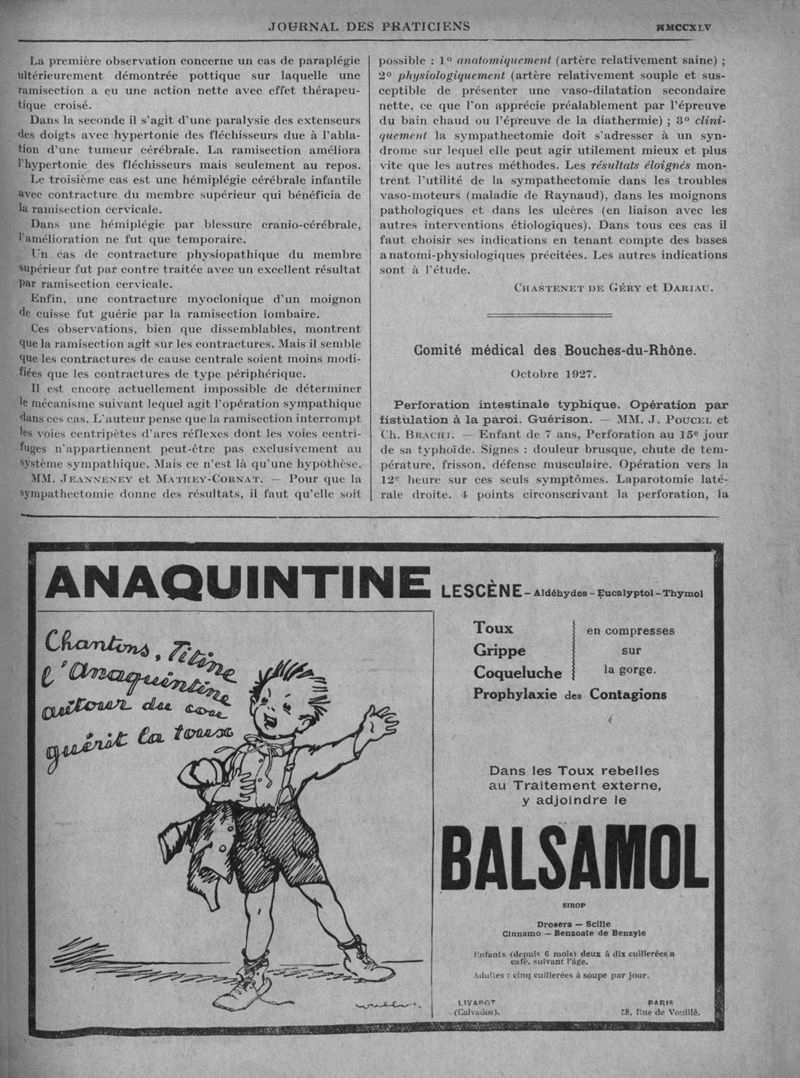 JOURNAL DES PRATICIENS
MMCCXLV
La première observation concerne un cas de paraplégie
ultérieurement démontrée pottique sur laquelle une
ramisection a eu une action nette avec effet thérapeu-
tique croisé.
Dans la seconde il s'agit d'une paralysie des extenseurs
des doigts avec hypertonie des fléchisseurs due à l'abla-
tion d'une tumeur cérébrale. La ramisection améliora
l'hypertonie des fléchisseurs mais seulement au repos.
Le troisième cas est une hémiplégie cérébrale infantile
avec contracture du membre supérieur qui bénéficia de
la ramisection cervicale.
Dans une hémiplégie par blessure cranio-cérébrale,
l'amélioration ne fut que temporaire.
Un cas de contracture physiopathique du membre
supérieur fut par contre traitée avec un excellent résultat
par ramisection cervicale.
Enfin, une contracture myoclonique d'un moignon
de cuisse fut guérie par la ramisection lombaire.
Ces observations, bien que dissemblables, montrent
que la ramisection agit sur les contractures. Mais il semble
que les contractures de cause centrale soient moins modi-
fiées que les contractures de type périphérique.
Il est encore actuellement impossible de déterminer
le mécanisme suivant lequel agit l'opération sympathique
dans ces cas. L'auteur pense que la ramisection interrompt
les voies centripètes d'arcs réflexes dont les voies centri-
fuges n'appartiennent peut-être pas exclusivement au
système sympathique. Mais ce n'est là qu'une hypothèse.
MM. JEANNENEY et MATHEY-CORNAT. — Pour que la
sympathectomie donne des résultats, il faut qu'elle soit
possible : 1° anatomiquement (artère relativement saine) ;
2° physiologiquement (artère relativement souple et sus-
ceptible de présenter une vaso-dilatation secondaire
nette, ce que l'on apprécie préalablement par l'épreuve
du bain chaud ou l'épreuve de la diathermie) ; 3° clini-
quement la sympathectomie doit s'adresser à un syn-
drome sur lequel elle peut agir utilement mieux et plus
vite que les autres méthodes. Les résultats éloignés mon-
trent l'utilité de la sympathectomie dans les troubles
vaso-moteurs (maladie de Raynaud), dans les moignons
pathologiques et dans les ulcères (en liaison avec les
autres interventions étiologiques). Dans tous ces cas il
faut choisir ses indications en tenant compte des bases
anatomi-physiologiques précitées. Les autres indications
sont à l'étude.
CHASTENET DE GÉRY et DARIAU.
Comité médical des Bouches-du-Rhône.
Octobre 1927.
Perforation intestinale typhique. Opération par
fistulation à la paroi. Guérison. — MM. J. POUCEL et
Ch. BRACHI. — Enfant de 7 ans, Perforation au 15e jour
de sa typhoïde. Signes : douleur brusque, chute de tem-
pérature, frisson, défense musculaire. Opération vers la
12e heure sur ces seuls symptômes. Laparotomie laté-
rale droite. 4 points circonscrivant la perforation, la
ANAQUINTINE LESCÈNE - Aldéhydes - Eucalyptol - Thymol
Chantons, Titine
l'Anaquintine
autour du cou
guérit la toux
Toux
Grippe
Coqueluche
en compresses
sur
la gorge.
Prophylaxie des Contagions
Dans les Toux rebelles
au Traitement externe,
y adjoindre le
BALSAMOL
SIROP
Drosera — Scille
Cinnamo — Benzoate de Benzyle
Enfants (depuis 6 mois) deux à dix cuillerées a
café, suivant l'âge.
Adultes : cinq cuillerées à soupe par jour.
LIVAROT
(Calvados).
PARIS
28, Rue de Vouillé.